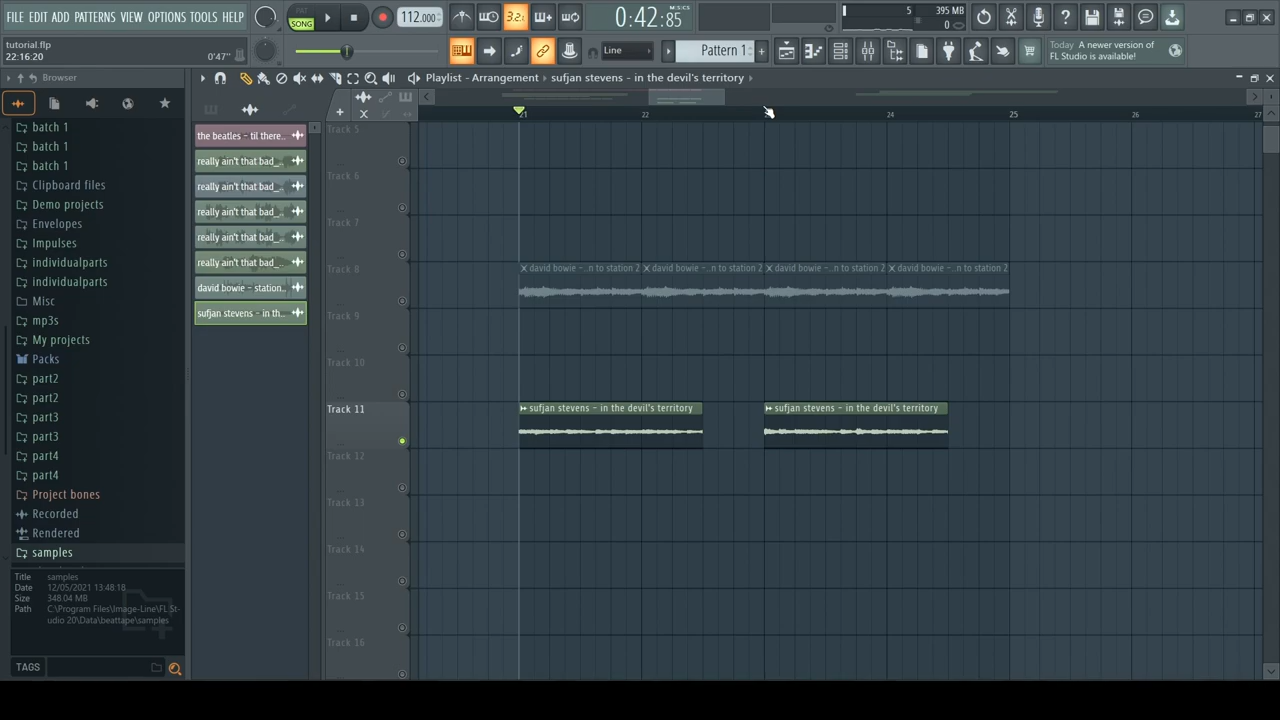 FILE EDIT ADD PATTERNS VIEW OPTIONS TOOLS HELP
PAT
SONG
3.2.
112.000
0:42:85
M:S:CS
5
395 MB
0
tutorial.flp
22:16:20
0'47"
Line
Pattern 1
Today A newer version of
FL Studio is available!
Browser
Playlist - Arrangement
sufjan stevens - in the devil's territory
21
22
24
25
26
27
batch 1
batch 1
batch 1
Clipboard files
Demo projects
Envelopes
Impulses
individualparts
individualparts
Misc
mp3s
My projects
Packs
part2
part2
part3
part3
part4
part4
Project bones
Recorded
Rendered
samples
Title samples
Date 12/05/2021 13:48:18
Size 348.04 MB
Path C:\Program Files\Image-Line\FL St-
udio 20\Data\beattape\samples
TAGS
the beatles - til there..
really ain't that bad_..
really ain't that bad_..
really ain't that bad_..
really ain't that bad_..
really ain't that bad_..
david bowie - station..
sufjan stevens - in th..
Track 5
Track 6
Track 7
Track 8
david bowie -..n to station 2
david bowie -..n to station 2
david bowie -..n to station 2
david bowie -..n to station 2
Track 9
Track 10
Track 11
sufjan stevens - in the devil's territory
sufjan stevens - in the devil's territory
Track 12
Track 13
Track 14
Track 15
Track 16